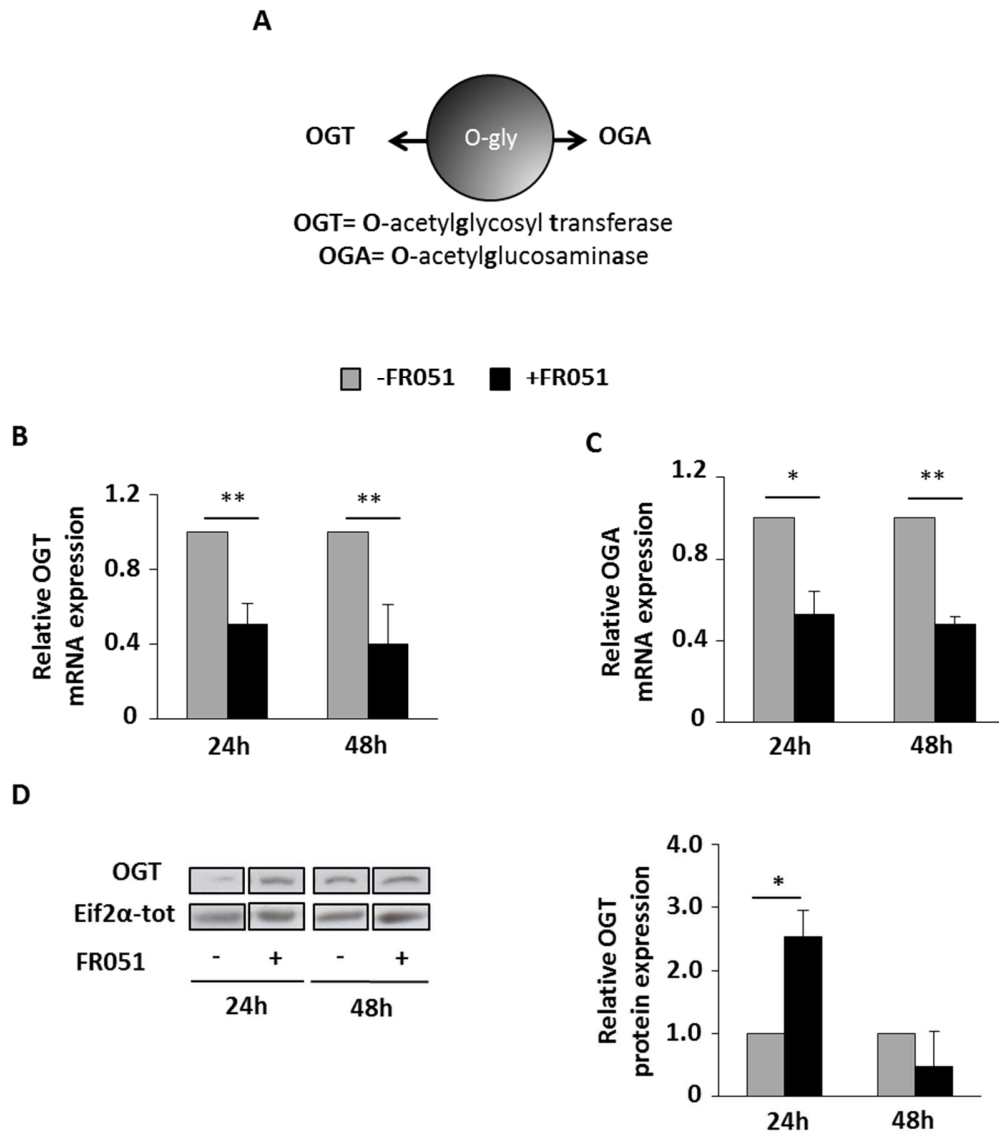 A
OGT
O-gly
OGA
OGT= O-acetylglycosyl transferase
OGA= O-acetylglucosaminase
-FR051
+FR051
B
Relative OGT
mRNA expression
1.2
0.8
0.4
0
**
**
24h
48h
C
Relative OGA
mRNA expression
1.2
0.8
0.4
0
*
**
24h
48h
D
OGT
Eif2α-tot
FR051
- + - +
24h
48h
Relative OGT
protein expression
4.0
3.0
2.0
1.0
0
*
24h
48h